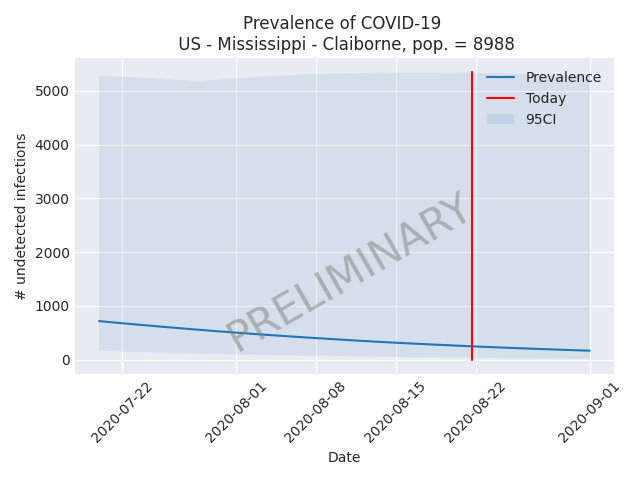 Prevalence of COVID-19
US - Mississippi - Claiborne, pop. = 8988
Prevalence
Today
95CI
5000
4000
3000
2000
1000
0
# undetected infections
PRELIMINARY
2020-07-22
2020-08-01
2020-08-08
2020-08-15
2020-08-22
2020-09-01
Date